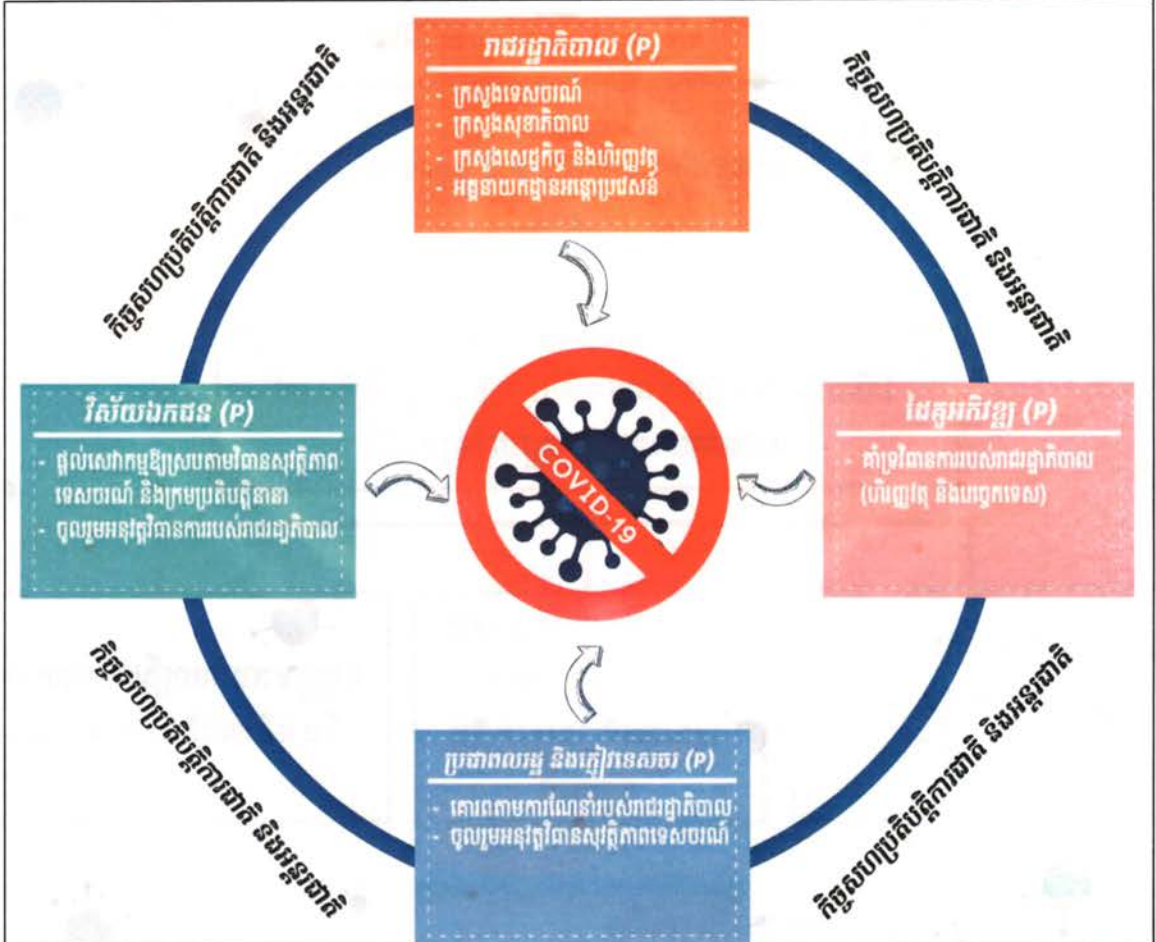 រាជរដ្ឋាភិបាល (P)
- ក្រសួងទេសចរណ៍
- ក្រសួងសុខាភិបាល
- ក្រសួងសេដ្ឋកិច្ច និងហិរញ្ញវត្ថុ
- អគ្គនាយកដ្ឋានអន្តោប្រវេសន៍
កិច្ចសហប្រតិបត្តិការជាតិ និងអន្តរជាតិ
កិច្ចសហប្រតិបត្តិការជាតិ និងអន្តរជាតិ
វិស័យឯកជន (P)
- ផ្តល់សេវាកម្មឱ្យស្របតាមវិធានសុវត្ថិភាព
ទេសចរណ៍ និងក្រមប្រតិបត្តិនានា
- ចូលរួមអនុវត្តវិធានការរបស់រាជរដ្ឋាភិបាល
COVID-19
ដៃគូអភិវឌ្ឍ (P)
- គាំទ្រវិធានការរបស់រាជរដ្ឋាភិបាល
(ហិរញ្ញវត្ថុ និងបច្ចេកទេស)
ប្រជាពលរដ្ឋ និងភ្ញៀវទេសចរ (P)
- គោរពតាមការណែនាំរបស់រាជរដ្ឋាភិបាល
- ចូលរួមអនុវត្តវិធានសុវត្ថិភាពទេសចរណ៍
កិច្ចសហប្រតិបត្តិការជាតិ និងអន្តរជាតិ
កិច្ចសហប្រតិបត្តិការជាតិ និងអន្តរជាតិ